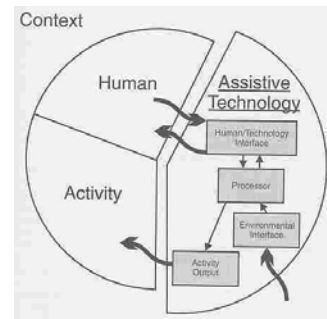 Context
Human
Assistive
Technology
Human/Technology
Interface
Processor
Activity
Environmental
Interface
Activity
Output